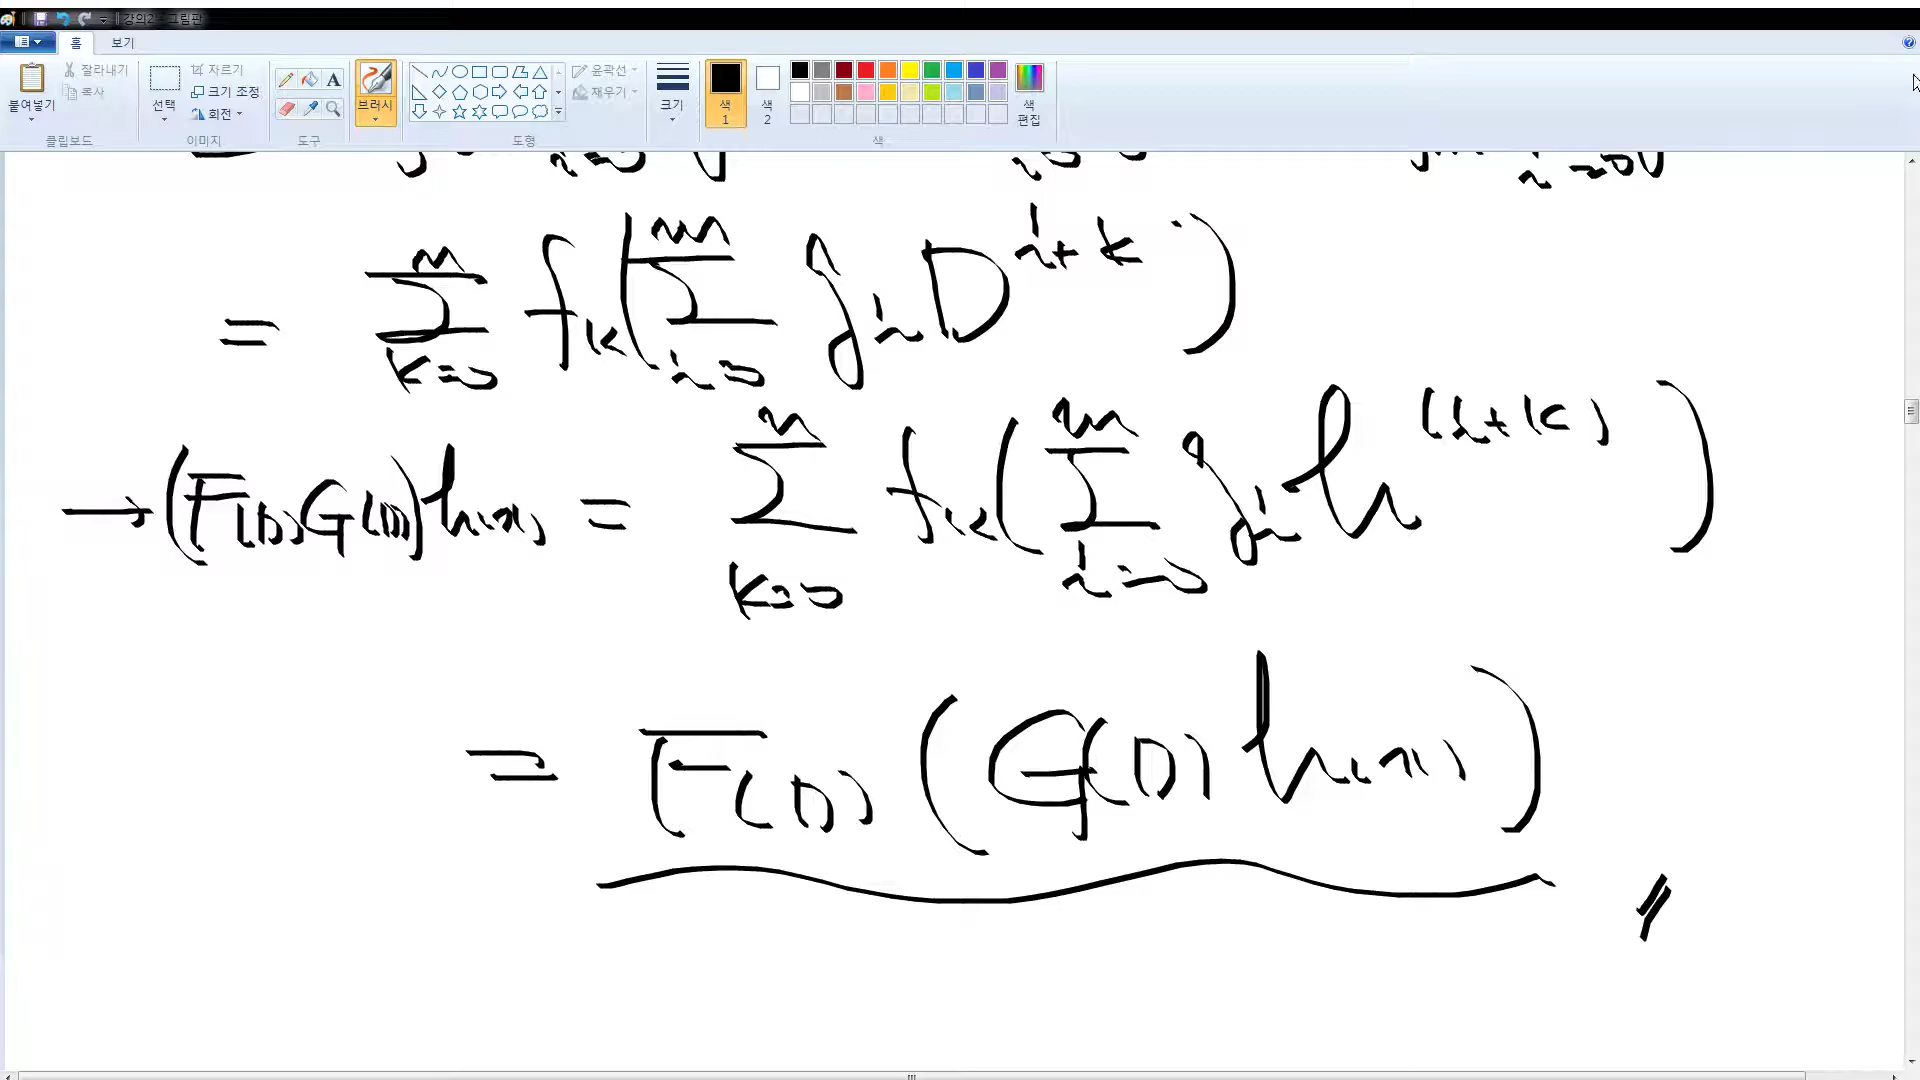 강의2 - 그림판
홈 보기
붙여넣기 잘라내기 복사 선택 자르기 크기 조정 회전 A 브러시 윤곽선 채우기 크기 색 1 색 2 색 편집
클립보드 이미지 도구 도형 색
= Σ_{k=0}^{n} f_k ( Σ_{i=0}^{m} g_i D^{i+k} )
→ (F(D)G(D))h(x) = Σ_{k=0}^{n} f_k ( Σ_{i=0}^{m} g_i h^{(i+k)} )
= F(D) ( G(D) h(x) )